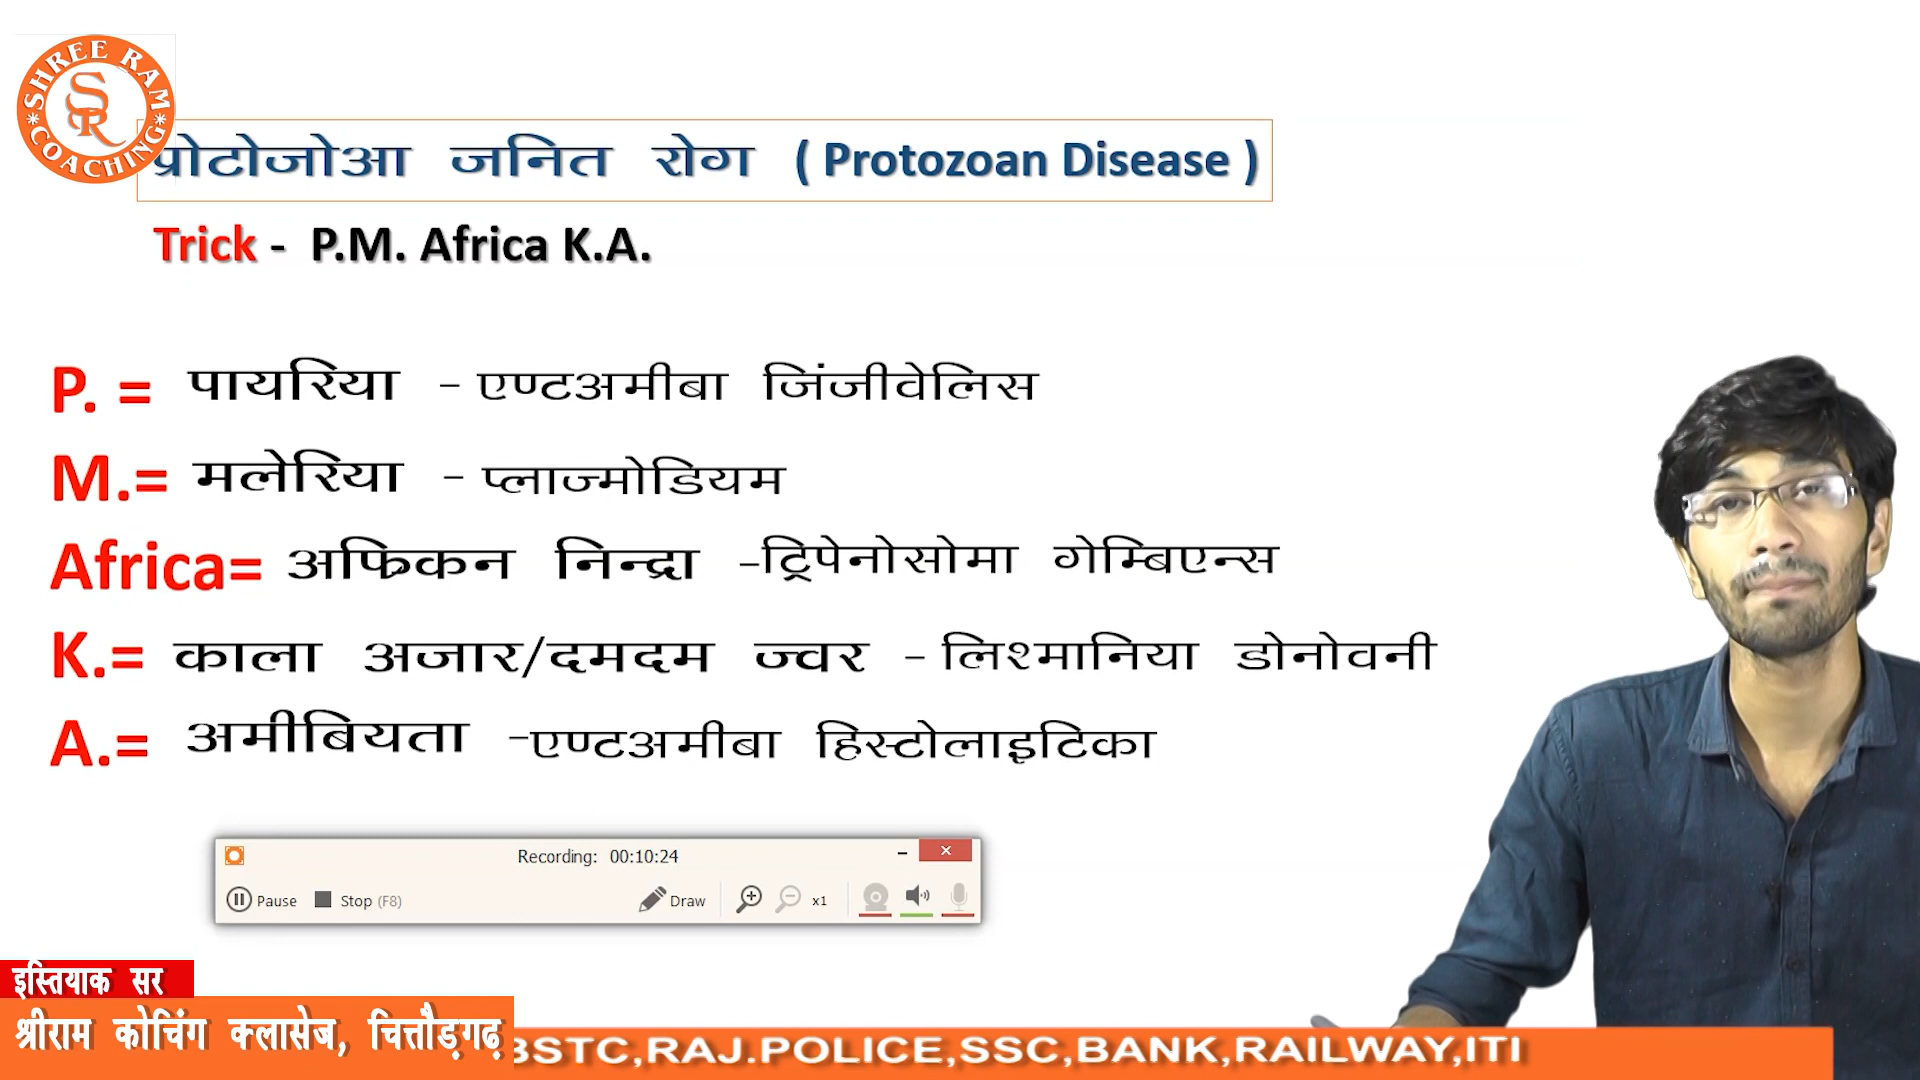 SHREE RAM COACHING
SR
प्रोटोजोआ जनित रोग ( Protozoan Disease )
Trick - P.M. Africa K.A.
P. = पायरिया - एण्टअमीबा जिंजीवेलिस
M.= मलेरिया - प्लाज्मोडियम
Africa= अफ्रिकन निन्द्रा -ट्रिपेनोसोमा गेम्बिएन्स
K.= काला अजार/दमदम ज्वर - लिश्मानिया डोनोवनी
A.= अमीबियता -एण्टअमीबा हिस्टोलाइटिका
Recording: 00:10:24
Pause Stop (F8) Draw x1
इस्तियाक सर
श्रीराम कोचिंग क्लासेज, चित्तौड़गढ़
BSTC,RAJ.POLICE,SSC,BANK,RAILWAY,ITI